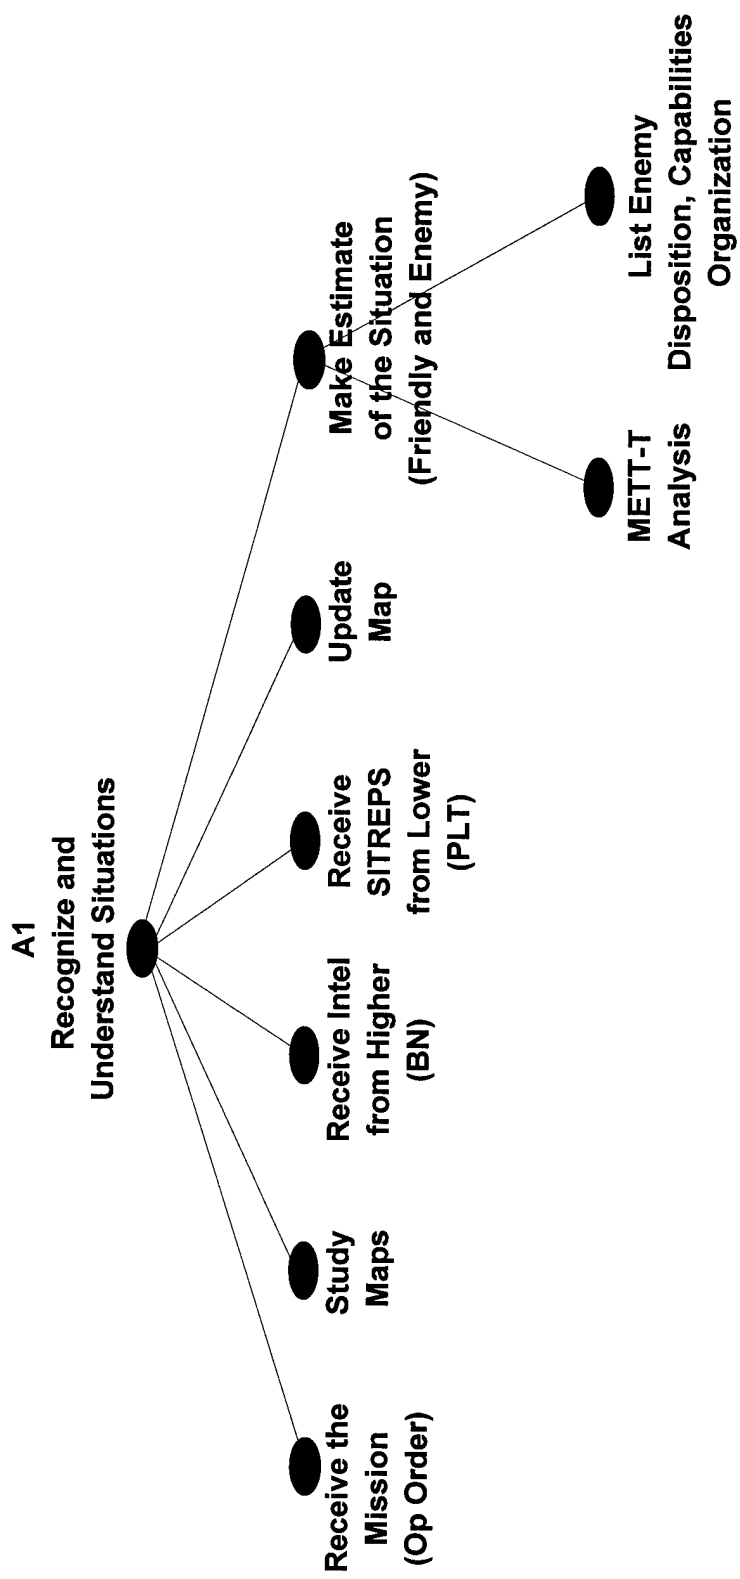 A1
Recognize and
Understand Situations
Receive the
Mission
(Op Order)
Study
Maps
Receive Intel
from Higher
(BN)
Receive
SITREPS
from Lower
(PLT)
Update
Map
Make Estimate
of the Situation
(Friendly and Enemy)
METT-T
Analysis
List Enemy
Disposition, Capabilities
Organization